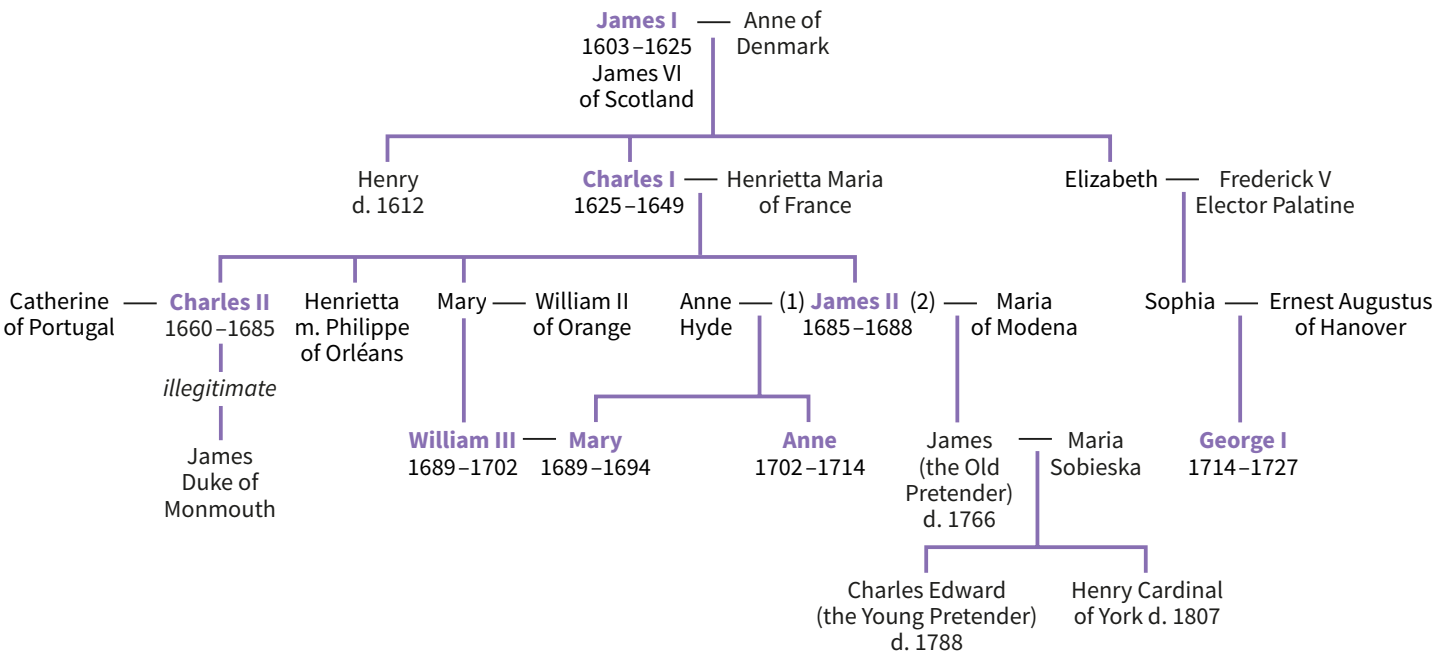 James I
1603–1625
James VI
of Scotland
Anne of
Denmark
Henry
d. 1612
Charles I
1625–1649
Henrietta Maria
of France
Elizabeth
Frederick V
Elector Palatine
Catherine
of Portugal
Charles II
1660–1685
Henrietta
m. Philippe
of Orléans
Mary
William II
of Orange
Anne
Hyde
(1) James II (2)
1685–1688
Maria
of Modena
Sophia
Ernest Augustus
of Hanover
illegitimate
James
Duke of
Monmouth
William III
1689–1702
Mary
1689–1694
Anne
1702–1714
James
(the Old
Pretender)
d. 1766
Maria
Sobieska
George I
1714–1727
Charles Edward
(the Young Pretender)
d. 1788
Henry Cardinal
of York d. 1807